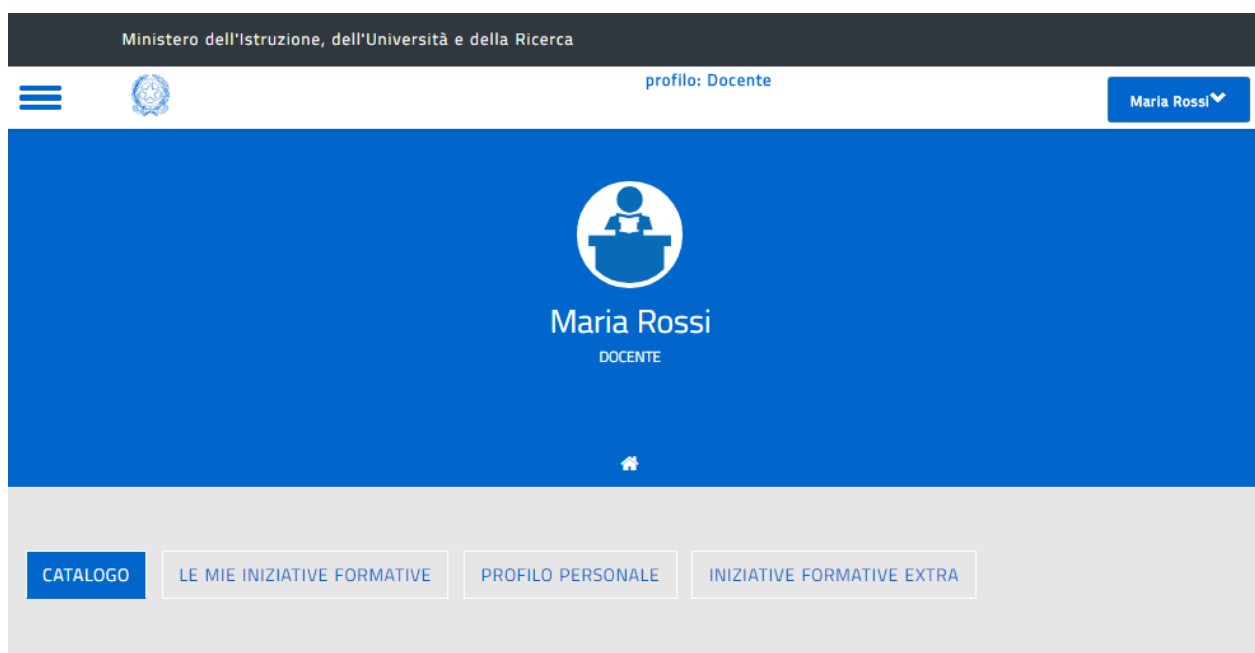 Ministero dell'Istruzione, dell'Università e della Ricerca
profilo: Docente
Maria Rossi
Maria Rossi
DOCENTE
CATALOGO
LE MIE INIZIATIVE FORMATIVE
PROFILO PERSONALE
INIZIATIVE FORMATIVE EXTRA